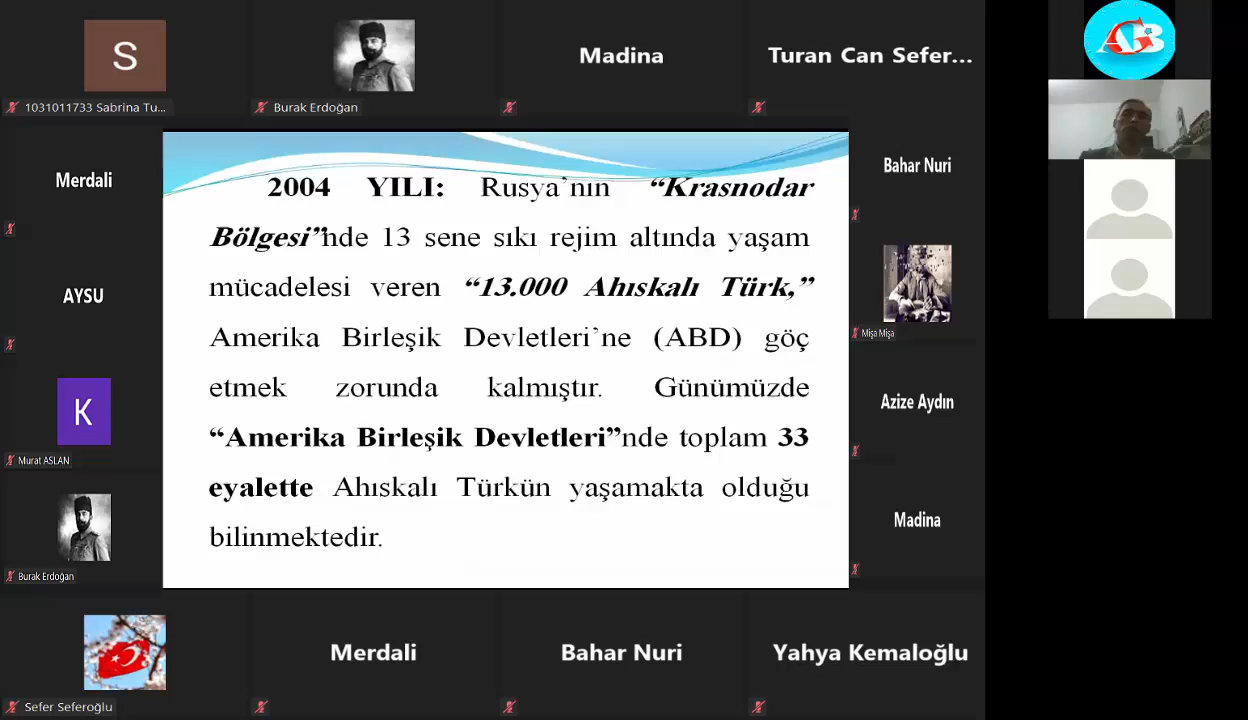 S
1031011733 Sabrina Tu...
Burak Erdoğan
Madina
Turan Can Sefer...
AGB
Merdali
AYSU
K
Murat ASLAN
Burak Erdoğan
2004 YILI: Rusya’nın “Krasnodar
Bölgesi”nde 13 sene sıkı rejim altında yaşam
mücadelesi veren “13.000 Ahıskalı Türk,”
Amerika Birleşik Devletleri’ne (ABD) göç
etmek zorunda kalmıştır. Günümüzde
“Amerika Birleşik Devletleri”nde toplam 33
eyalette Ahıskalı Türkün yaşamakta olduğu
bilinmektedir.
Bahar Nuri
Mişa Mişa
Azize Aydın
Madina
Sefer Seferoğlu
Merdali
Bahar Nuri
Yahya Kemaloğlu